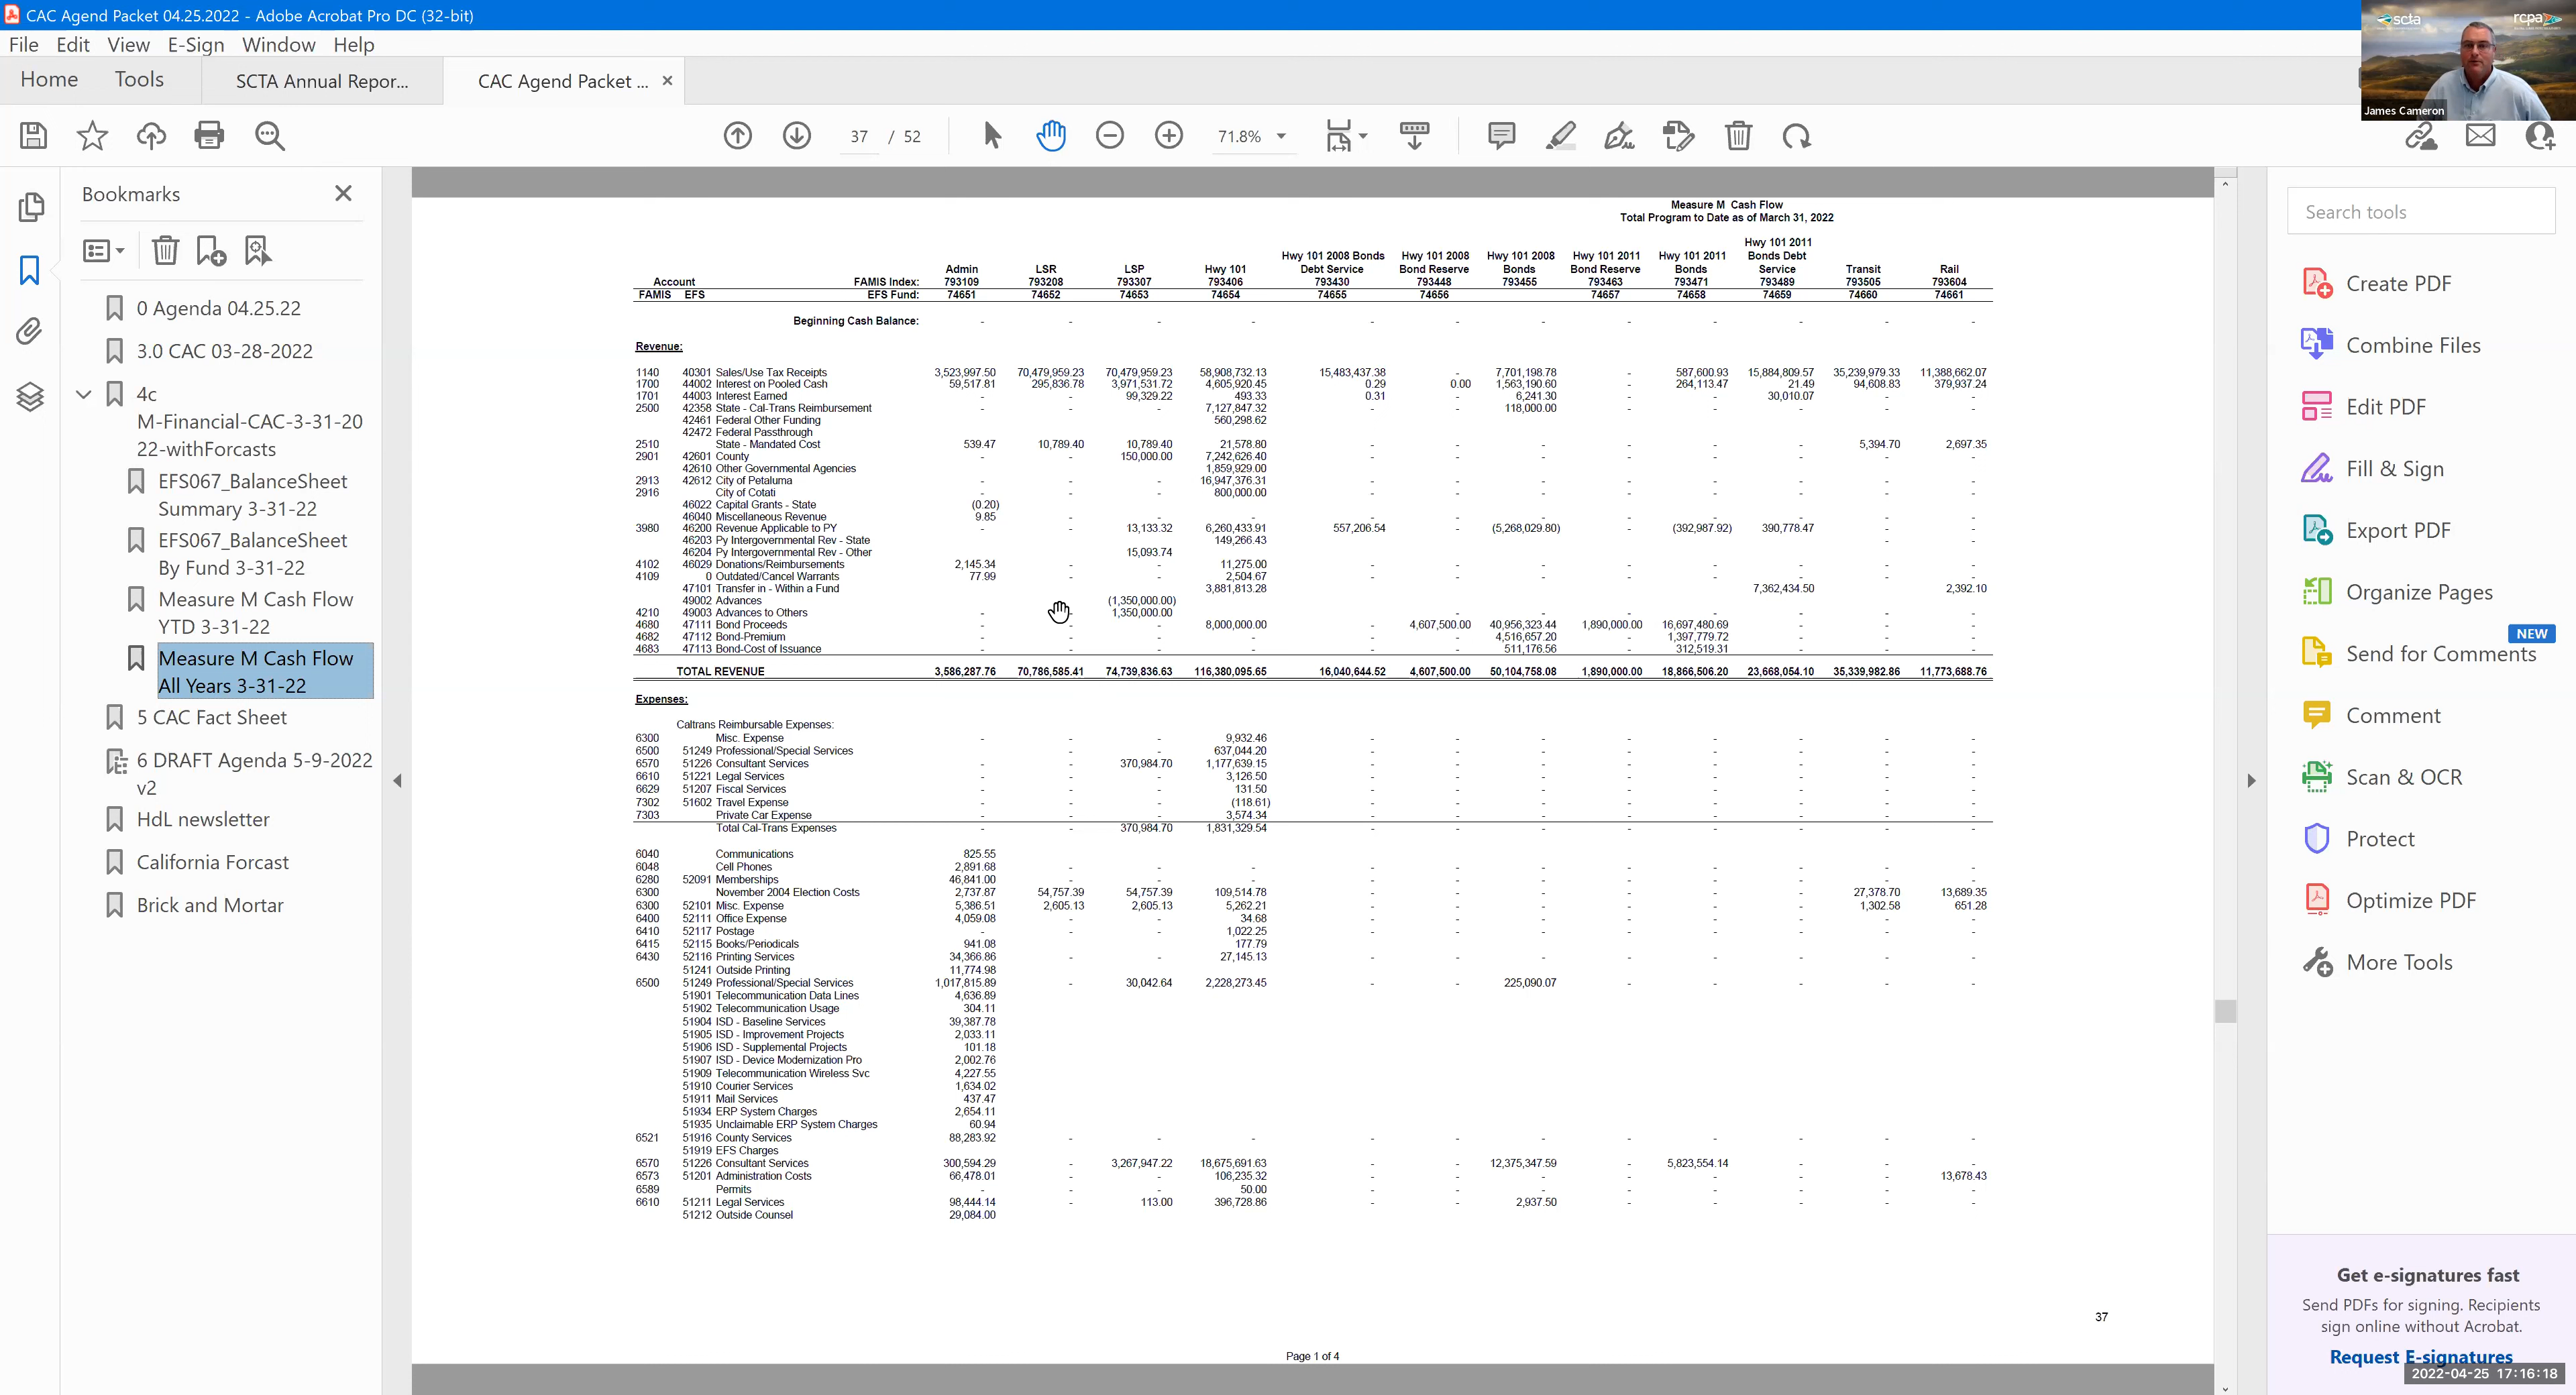 CAC Agend Packet 04.25.2022 - Adobe Acrobat Pro DC (32-bit)
File Edit View E-Sign Window Help
scta rcpa
James Cameron
Home Tools SCTA Annual Repor... CAC Agend Packet ... ×
37 / 52 71.8%
Bookmarks
0 Agenda 04.25.22
3.0 CAC 03-28-2022
4c
M-Financial-CAC-3-31-20
22-withForcasts
EFS067_BalanceSheet
Summary 3-31-22
EFS067_BalanceSheet
By Fund 3-31-22
Measure M Cash Flow
YTD 3-31-22
Measure M Cash Flow
All Years 3-31-22
5 CAC Fact Sheet
6 DRAFT Agenda 5-9-2022
v2
HdL newsletter
California Forcast
Brick and Mortar
Measure M Cash Flow
Total Program to Date as of March 31, 2022
Hwy 101 2011
Hwy 101 2008 Bonds Hwy 101 2008 Hwy 101 2008 Hwy 101 2011 Hwy 101 2011 Bonds Debt
Admin LSR LSP Hwy 101 Debt Service Bond Reserve Bonds Bond Reserve Bonds Service Transit Rail
Account FAMIS Index: 793109 793208 793307 793406 793430 793448 793455 793463 793471 793489 793505 793604
FAMIS EFS EFS Fund: 74651 74652 74653 74654 74655 74656 74657 74658 74659 74660 74661
Beginning Cash Balance: - - - - - - - - - - - -
Revenue:
1140 40301 Sales/Use Tax Receipts 3,523,997.50 70,479,959.23 70,479,959.23 58,908,732.13 15,483,437.38 - 7,701,198.78 - 587,600.93 15,884,809.57 35,239,979.33 11,388,662.07
1700 44002 Interest on Pooled Cash 59,517.81 295,836.78 3,971,531.72 4,605,920.45 0.29 0.00 1,563,190.60 - 264,113.47 21.49 94,608.83 379,937.24
1701 44003 Interest Earned - - 99,329.22 493.33 0.31 - 6,241.30 - - 30,010.07 - -
2500 42358 State - Cal-Trans Reimbursement - - - 7,127,847.32 - - 118,000.00 - - - - -
42461 Federal Other Funding 560,298.62
42472 Federal Passthrough
2510 State - Mandated Cost 539.47 10,789.40 10,789.40 21,578.80 - - - - - - 5,394.70 2,697.35
2901 42601 County - - 150,000.00 7,242,626.40 - - - - - - - -
42610 Other Governmental Agencies 1,859,929.00
2913 42612 City of Petaluma - - - 16,947,376.31 - - - - - - - -
2916 City of Cotati - - - 800,000.00 - - - - - - - -
46022 Capital Grants - State (0.20)
46040 Miscellaneous Revenue 9.85 - - - - - - - - - - -
3980 46200 Revenue Applicable to PY - - 13,133.32 6,260,433.91 557,206.54 - (5,268,029.80) - (392,987.92) 390,778.47 - -
46203 Py Intergovernmental Rev - State 149,266.43 - -
46204 Py Intergovernmental Rev - Other 15,093.74 - -
4102 46029 Donations/Reimbursements 2,145.34 - - 11,275.00 - - - - - - - -
4109 0 Outdated/Cancel Warrants 77.99 - - 2,504.67 - - - - - - - -
47101 Transfer in - Within a Fund 3,881,813.28 7,362,434.50 2,392.10
49002 Advances (1,350,000.00)
4210 49003 Advances to Others - - 1,350,000.00 - - - - - - - - -
4680 47111 Bond Proceeds - - - 8,000,000.00 - 4,607,500.00 40,956,323.44 1,890,000.00 16,697,480.69 - - -
4682 47112 Bond-Premium - - - - - - 4,516,657.20 - 1,397,779.72 - - -
4683 47113 Bond-Cost of Issuance - - - - - - 511,176.56 - 312,519.31 - - -
TOTAL REVENUE 3,586,287.76 70,786,585.41 74,739,836.63 116,380,095.65 16,040,644.52 4,607,500.00 50,104,758.08 1,890,000.00 18,866,506.20 23,668,054.10 35,339,982.86 11,773,688.76
Expenses:
Caltrans Reimbursable Expenses:
6300 Misc. Expense - - - 9,932.46 - - - - - - - -
6500 51249 Professional/Special Services - - 637,044.20 - - - - - - - -
6570 51226 Consultant Services - - 370,984.70 1,177,639.15 - - - - - - - -
6610 51221 Legal Services - - - 3,126.50 - - - - - - - -
6629 51207 Fiscal Services - - - 131.50 - - - - - - - -
7302 51602 Travel Expense - - - (118.61) - - - - - - - -
7303 Private Car Expense - - - 3,574.34 - - - - - - - -
Total Cal-Trans Expenses - - 370,984.70 1,831,329.54 - - - - - - - -
6040 Communications 825.55
6048 Cell Phones 2,891.68 - - - - - - - - - - -
6280 52091 Memberships 46,841.00 - - - - - - - - - - -
6300 November 2004 Election Costs 2,737.87 54,757.39 54,757.39 109,514.78 - - - - - - 27,378.70 13,689.35
6300 52101 Misc. Expense 5,386.51 2,605.13 2,605.13 5,262.21 - - - - - - 1,302.58 651.28
6400 52111 Office Expense 4,059.08 - - 34.68 - - - - - - - -
6410 52117 Postage - - - 1,022.25 - - - - - - - -
6415 52115 Books/Periodicals 941.08 - - 177.79 - - - - - - - -
6430 52116 Printing Services 34,366.86 - - 27,145.13 - - - - - - - -
51241 Outside Printing 11,774.98
6500 51249 Professional/Special Services 1,017,815.89 - 30,042.64 2,228,273.45 - - 225,090.07 - - - - -
51901 Telecommunication Data Lines 4,636.89
51902 Telecommunication Usage 304.11
51904 ISD - Baseline Services 39,387.78
51905 ISD - Improvement Projects 2,033.11
51906 ISD - Supplemental Projects 101.18
51907 ISD - Device Modernization Pro 2,002.76
51909 Telecommunication Wireless Svc 4,227.55
51910 Courier Services 1,634.02
51911 Mail Services 437.47
51934 ERP System Charges 2,654.11
51935 Unclaimable ERP System Charges 60.94
6521 51916 County Services 88,283.92 - - - - - - - - - - -
51919 EFS Charges
6570 51226 Consultant Services 300,594.29 - 3,267,947.22 18,675,691.63 - - 12,375,347.59 - 5,823,554.14 - - -
6573 51201 Administration Costs 66,478.01 - - 106,235.32 - - - - - - - 13,678.43
6589 Permits - - - 50.00 - - - - - - - -
6610 51211 Legal Services 98,444.14 - 113.00 396,728.86 - - 2,937.50 - - - - -
51212 Outside Counsel 29,084.00
37
Page 1 of 4
Search tools
Create PDF
Combine Files
Edit PDF
Fill & Sign
Export PDF
Organize Pages
NEW
Send for Comments
Comment
Scan & OCR
Protect
Optimize PDF
More Tools
Get e-signatures fast
Send PDFs for signing. Recipients
sign online without Acrobat.
Request E-signatures
2022-04-25 17:16:18